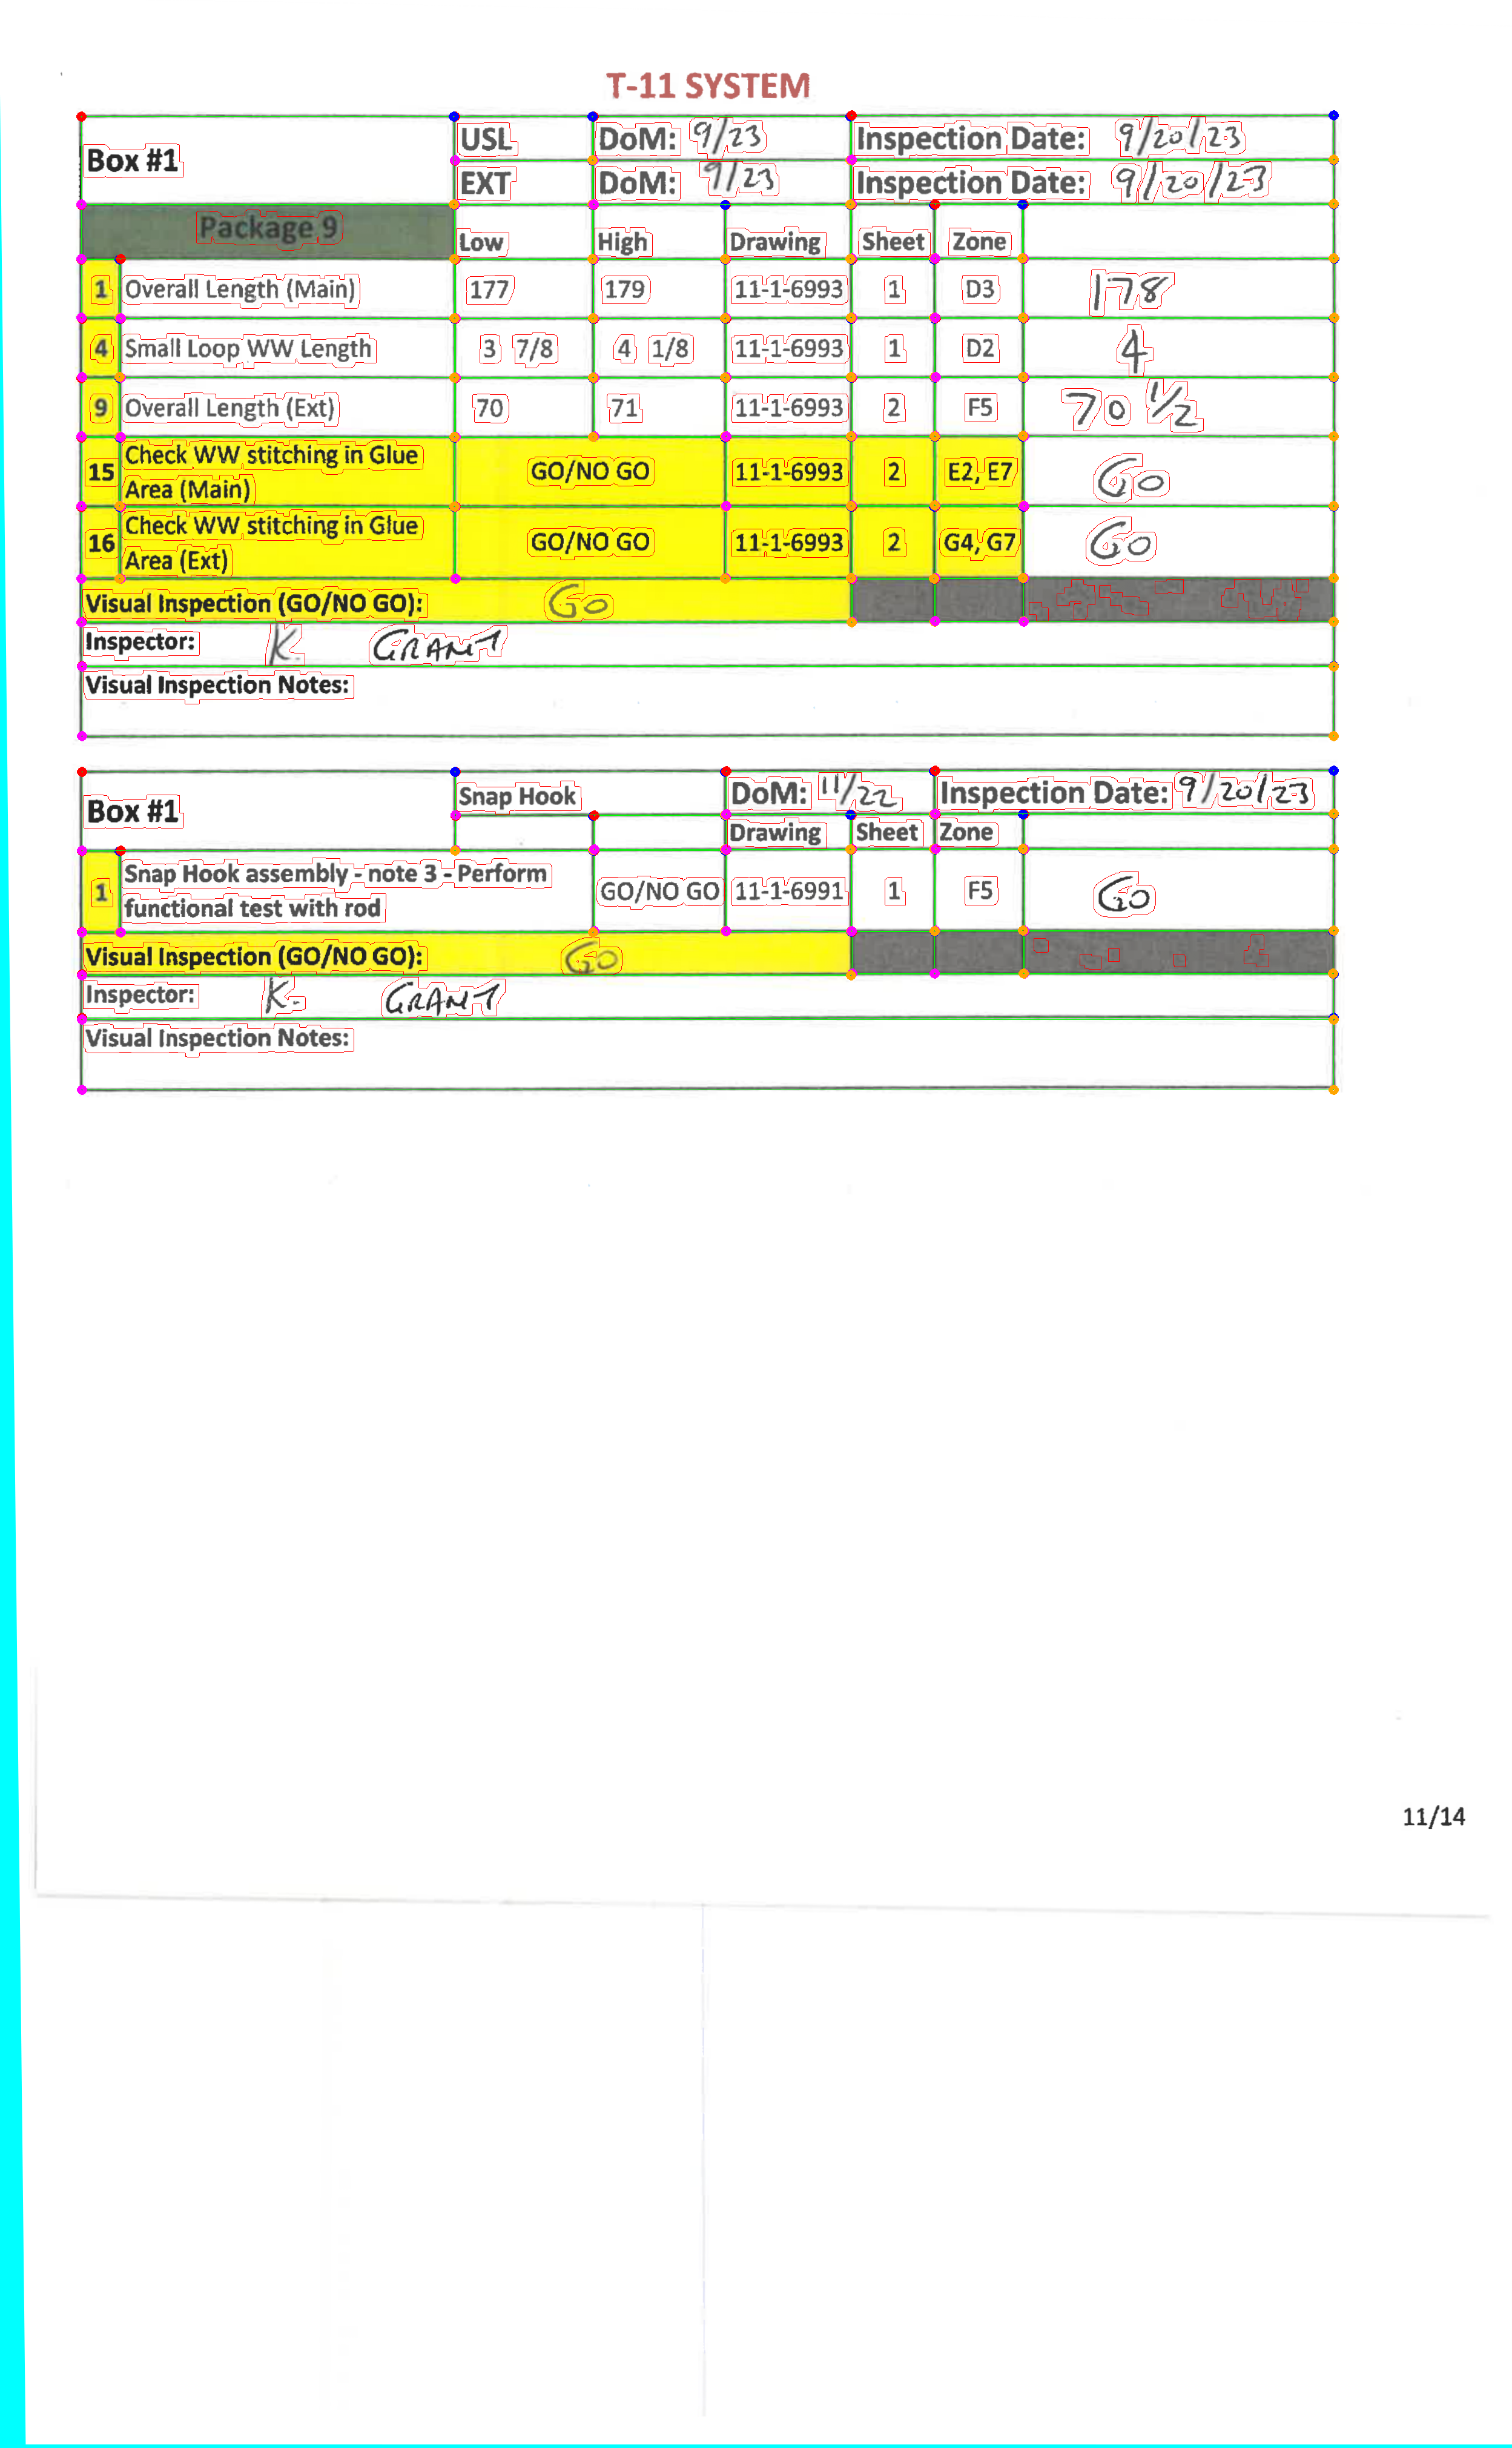 T-11 SYSTEM
Box #1 USL DoM: 9/23 Inspection Date: 9/20/23
EXT DoM: 9/23 Inspection Date: 9/20/23
Package 9 Low High Drawing Sheet Zone
1 Overall Length (Main) 177 179 11-1-6993 1 D3 178
4 Small Loop WW Length 3 7/8 4 1/8 11-1-6993 1 D2 4
9 Overall Length (Ext) 70 71 11-1-6993 2 F5 70 1/2
15 Check WW stitching in Glue Area (Main) GO/NO GO 11-1-6993 2 E2, E7 GO
16 Check WW stitching in Glue Area (Ext) GO/NO GO 11-1-6993 2 G4, G7 GO
Visual Inspection (GO/NO GO): GO
Inspector: K. GRANT
Visual Inspection Notes:
Box #1 Snap Hook DoM: 11/22 Inspection Date: 9/20/23
Drawing Sheet Zone
1 Snap Hook assembly - note 3 - Perform functional test with rod GO/NO GO 11-1-6991 1 F5 GO
Visual Inspection (GO/NO GO): GO
Inspector: K. GRANT
Visual Inspection Notes:
11/14